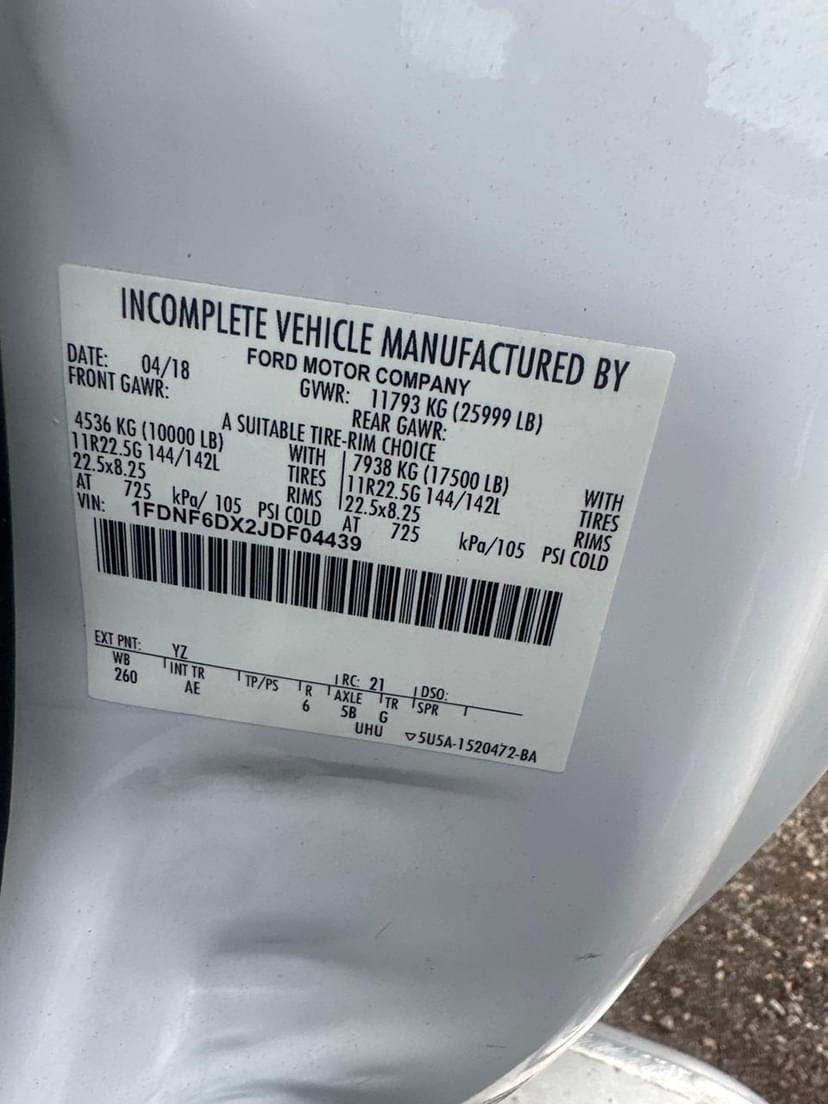 INCOMPLETE VEHICLE MANUFACTURED BY
FORD MOTOR COMPANY
DATE: 04/18 GVWR: 11793 KG (25999 LB)
FRONT GAWR: REAR GAWR:
A SUITABLE TIRE-RIM CHOICE
4536 KG (10000 LB) WITH 7938 KG (17500 LB) WITH
11R22.5G 144/142L TIRES 11R22.5G 144/142L TIRES
22.5x8.25 RIMS 22.5x8.25 RIMS
AT 725 kPa/ 105 PSI COLD AT 725 kPa/105 PSI COLD
VIN: 1FDNF6DX2JDF04439
EXT PNT: YZ RC: 21 DSO:
WB INT TR TP/PS R AXLE TR SPR
260 AE 6 5B G
UHU ▽5U5A-1520472-BA